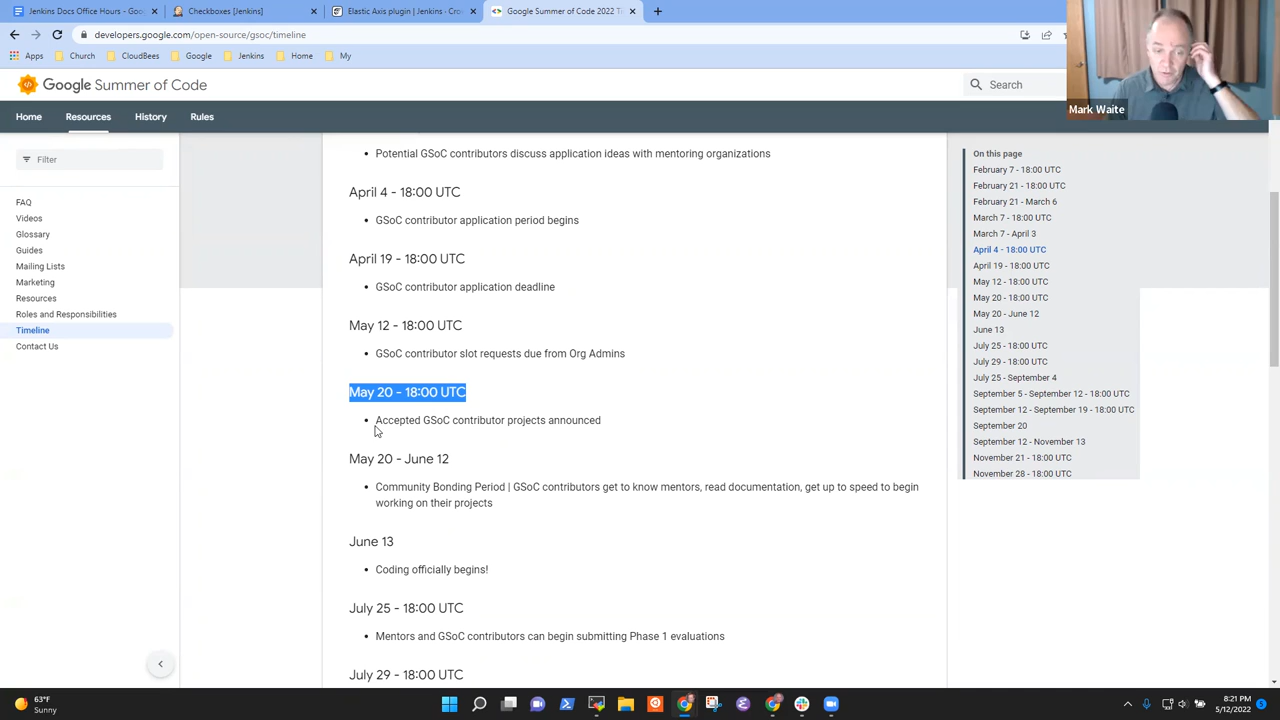 Jenkins Docs Office Hours - Goo
Checkboxes [Jenkins]
Elastic Axis plugin | Jenkins · Cro
Google Summer of Code 2022 Ti
developers.google.com/open-source/gsoc/timeline
Apps
Church
CloudBees
Google
Jenkins
Home
My
Google Summer of Code
Search
Mark Waite
Home
Resources
History
Rules
Filter
FAQ
Videos
Glossary
Guides
Mailing Lists
Marketing
Resources
Roles and Responsibilities
Timeline
Contact Us
Potential GSoC contributors discuss application ideas with mentoring organizations
April 4 - 18:00 UTC
GSoC contributor application period begins
April 19 - 18:00 UTC
GSoC contributor application deadline
May 12 - 18:00 UTC
GSoC contributor slot requests due from Org Admins
May 20 - 18:00 UTC
Accepted GSoC contributor projects announced
May 20 - June 12
Community Bonding Period | GSoC contributors get to know mentors, read documentation, get up to speed to begin
working on their projects
June 13
Coding officially begins!
July 25 - 18:00 UTC
Mentors and GSoC contributors can begin submitting Phase 1 evaluations
July 29 - 18:00 UTC
On this page
February 7 - 18:00 UTC
February 21 - 18:00 UTC
February 21 - March 6
March 7 - 18:00 UTC
March 7 - April 3
April 4 - 18:00 UTC
April 19 - 18:00 UTC
May 12 - 18:00 UTC
May 20 - 18:00 UTC
May 20 - June 12
June 13
July 25 - 18:00 UTC
July 29 - 18:00 UTC
July 25 - September 4
September 5 - September 12 - 18:00 UTC
September 12 - September 19 - 18:00 UTC
September 20
September 12 - November 13
November 21 - 18:00 UTC
November 28 - 18:00 UTC
63°F
Sunny
8:21 PM
5/12/2022